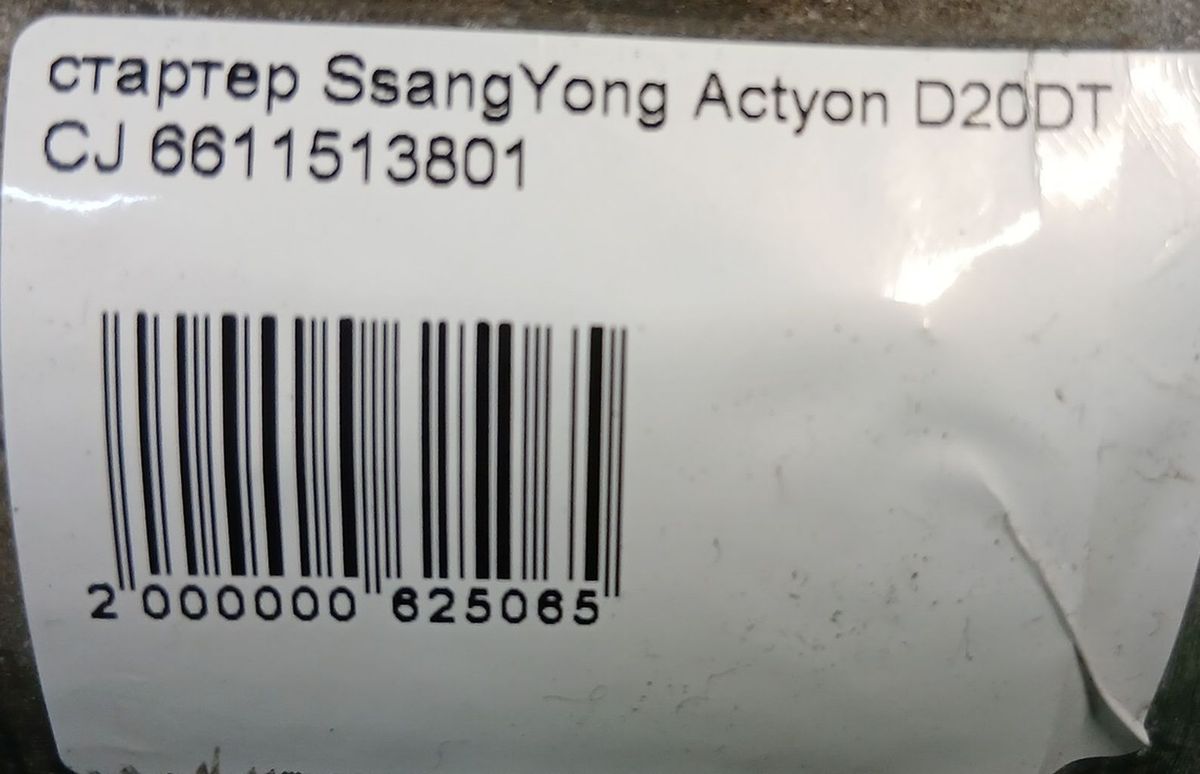 стартер SsangYong Actyon D20DT
CJ 6611513801
2 000000 625065